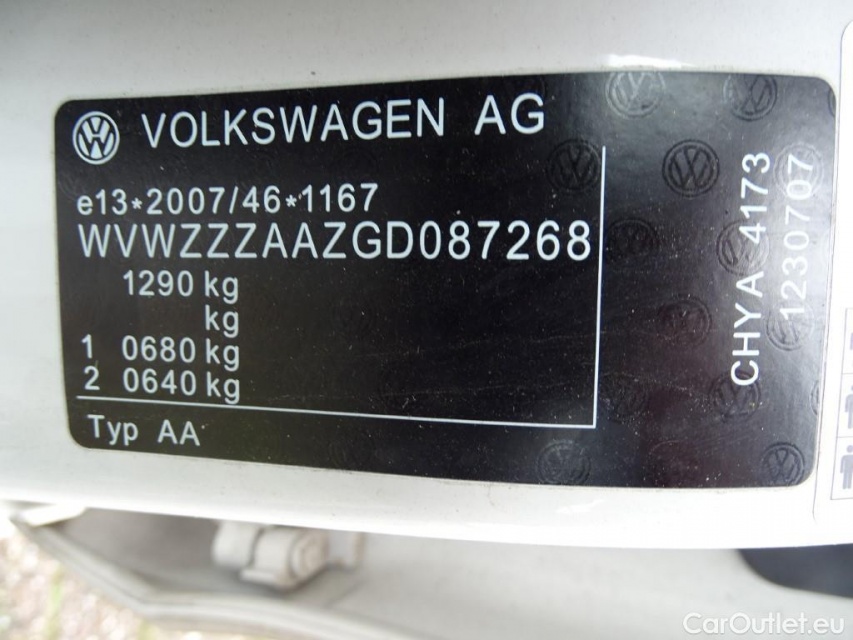 VOLKSWAGEN AG
e13*2007/46*1167
WVWZZZAAZGD087268
1290 kg
kg
1 0680 kg
2 0640 kg
Typ AA
CHYA 4173
1230707
CarOutlet.eu